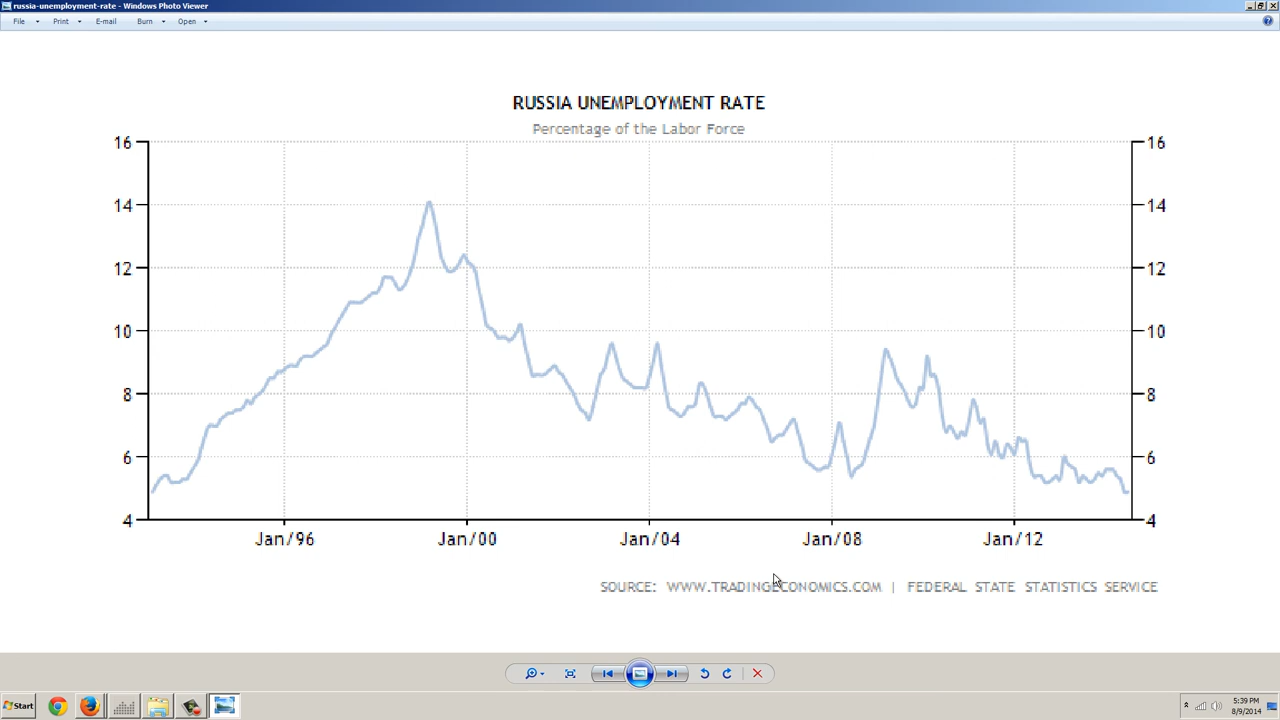 russia-unemployment-rate - Windows Photo Viewer
File Print E-mail Burn Open
RUSSIA UNEMPLOYMENT RATE
Percentage of the Labor Force
16 16
14 14
12 12
10 10
8 8
6 6
4 4
Jan/96 Jan/00 Jan/04 Jan/08 Jan/12
SOURCE: WWW.TRADINGECONOMICS.COM | FEDERAL STATE STATISTICS SERVICE
Start
5:39 PM
8/9/2014